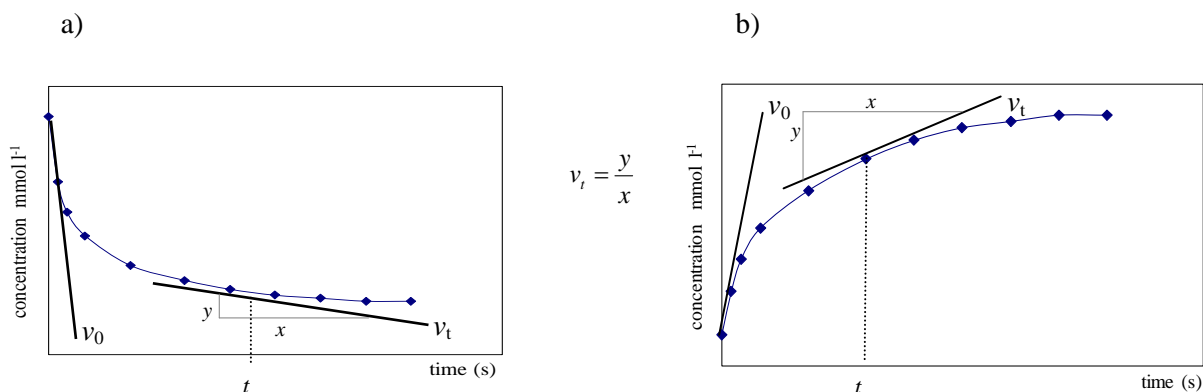 a)
concentration mmol l⁻¹
v₀
y
x
vₜ
time (s)
t
vₜ = y/x
b)
concentration mmol l⁻¹
v₀
x
y
vₜ
time (s)
t